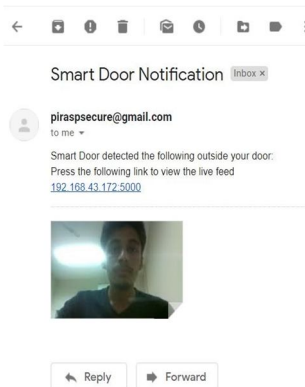 Smart Door Notification Inbox ×
piraspsecure@gmail.com
to me
Smart Door detected the following outside your door:
Press the following link to view the live feed
192.168.43.172:5000
Reply Forward